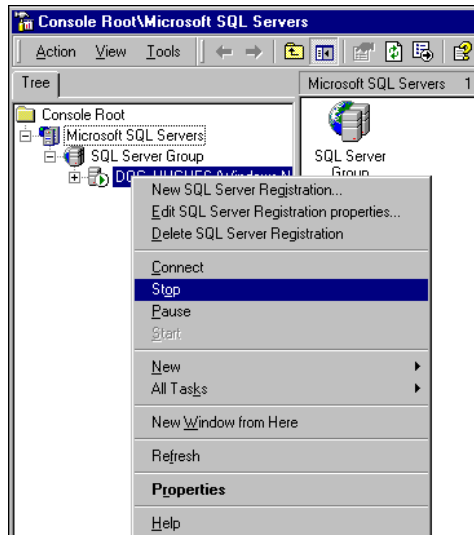 Console Root\Microsoft SQL Servers
Action View Tools
Tree
Microsoft SQL Servers 1
Console Root
Microsoft SQL Servers
SQL Server Group
SQL Server
Group
New SQL Server Registration...
Edit SQL Server Registration properties...
Delete SQL Server Registration
Connect
Stop
Pause
Start
New
All Tasks
New Window from Here
Refresh
Properties
Help